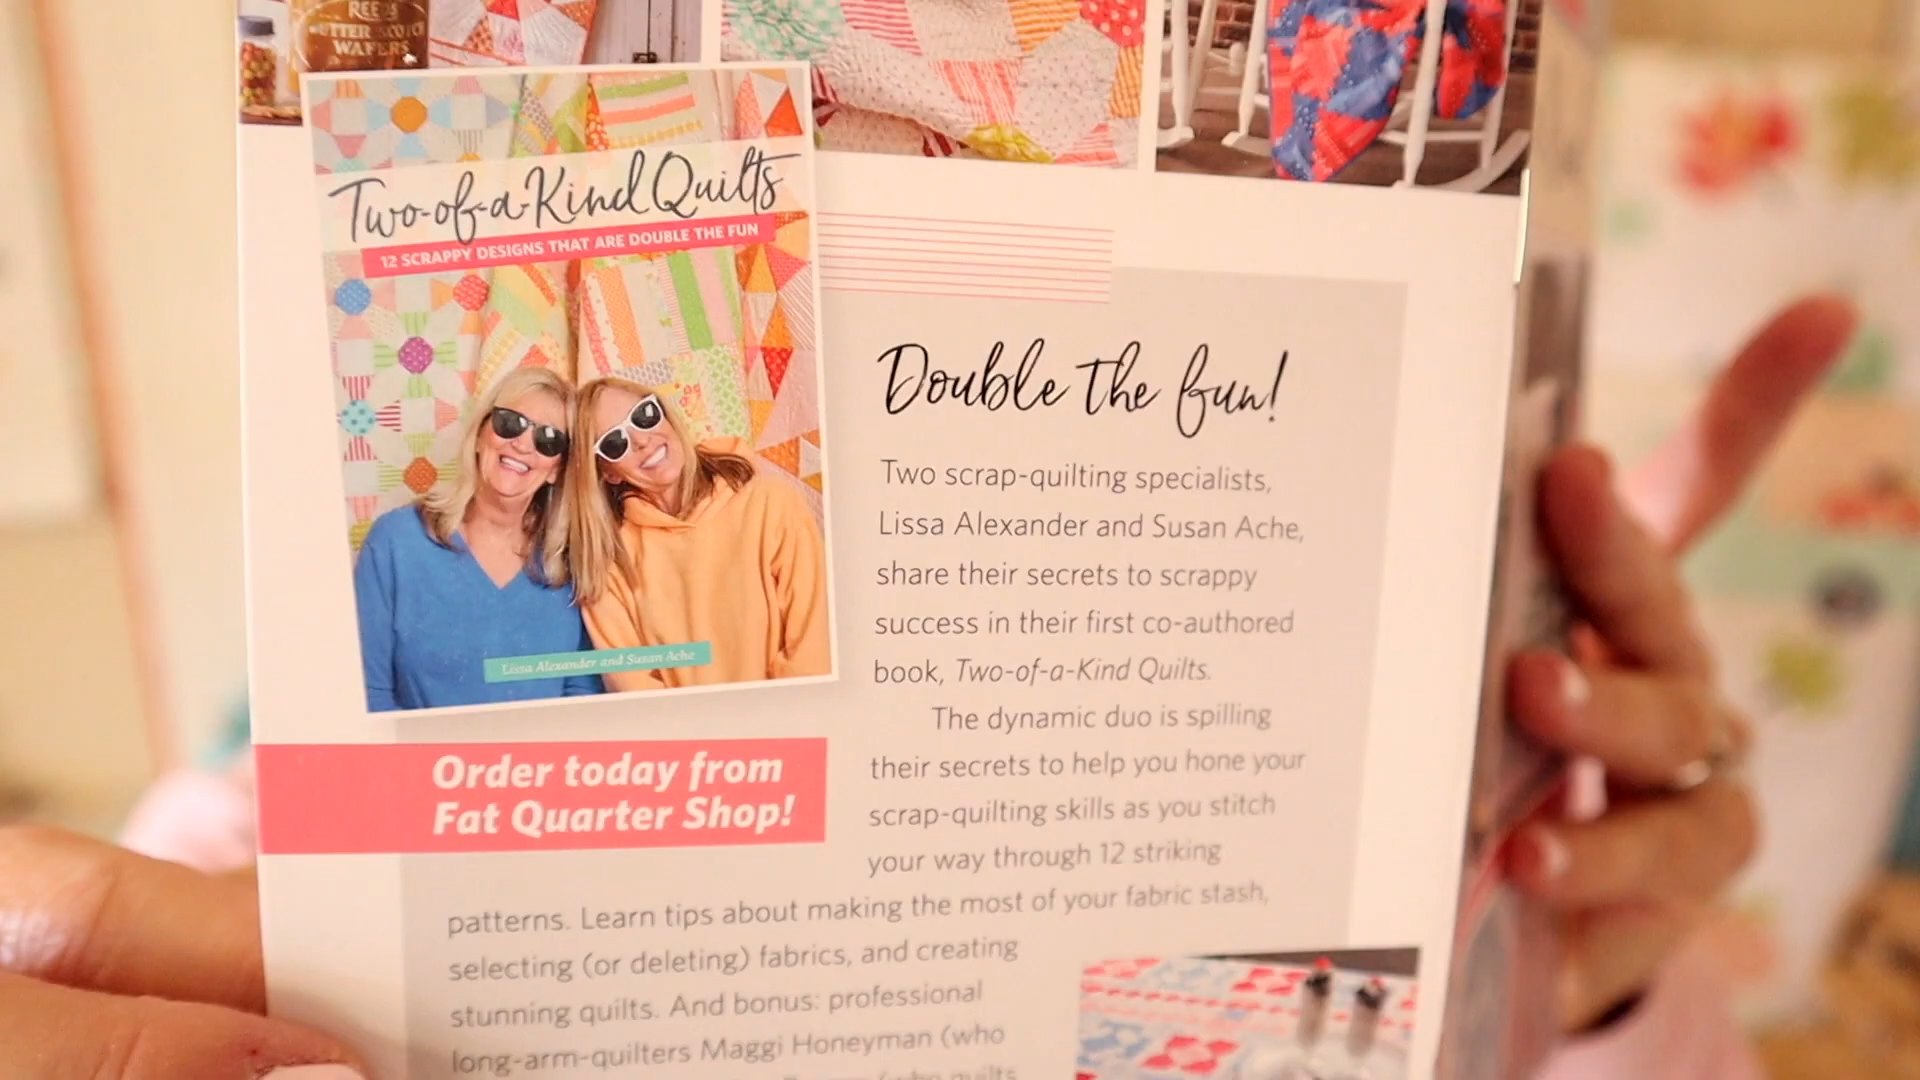 REED'S
BUTTER SCOTCH
WAFERS
Two-of-a-Kind Quilts
12 SCRAPPY DESIGNS THAT ARE DOUBLE THE FUN
Lissa Alexander and Susan Ache
Order today from
Fat Quarter Shop!
Double the fun!
Two scrap-quilting specialists,
Lissa Alexander and Susan Ache,
share their secrets to scrappy
success in their first co-authored
book, Two-of-a-Kind Quilts.
The dynamic duo is spilling
their secrets to help you hone your
scrap-quilting skills as you stitch
your way through 12 striking
patterns. Learn tips about making the most of your fabric stash,
selecting (or deleting) fabrics, and creating
stunning quilts. And bonus: professional
long-arm-quilters Maggi Honeyman (who
(who quilts